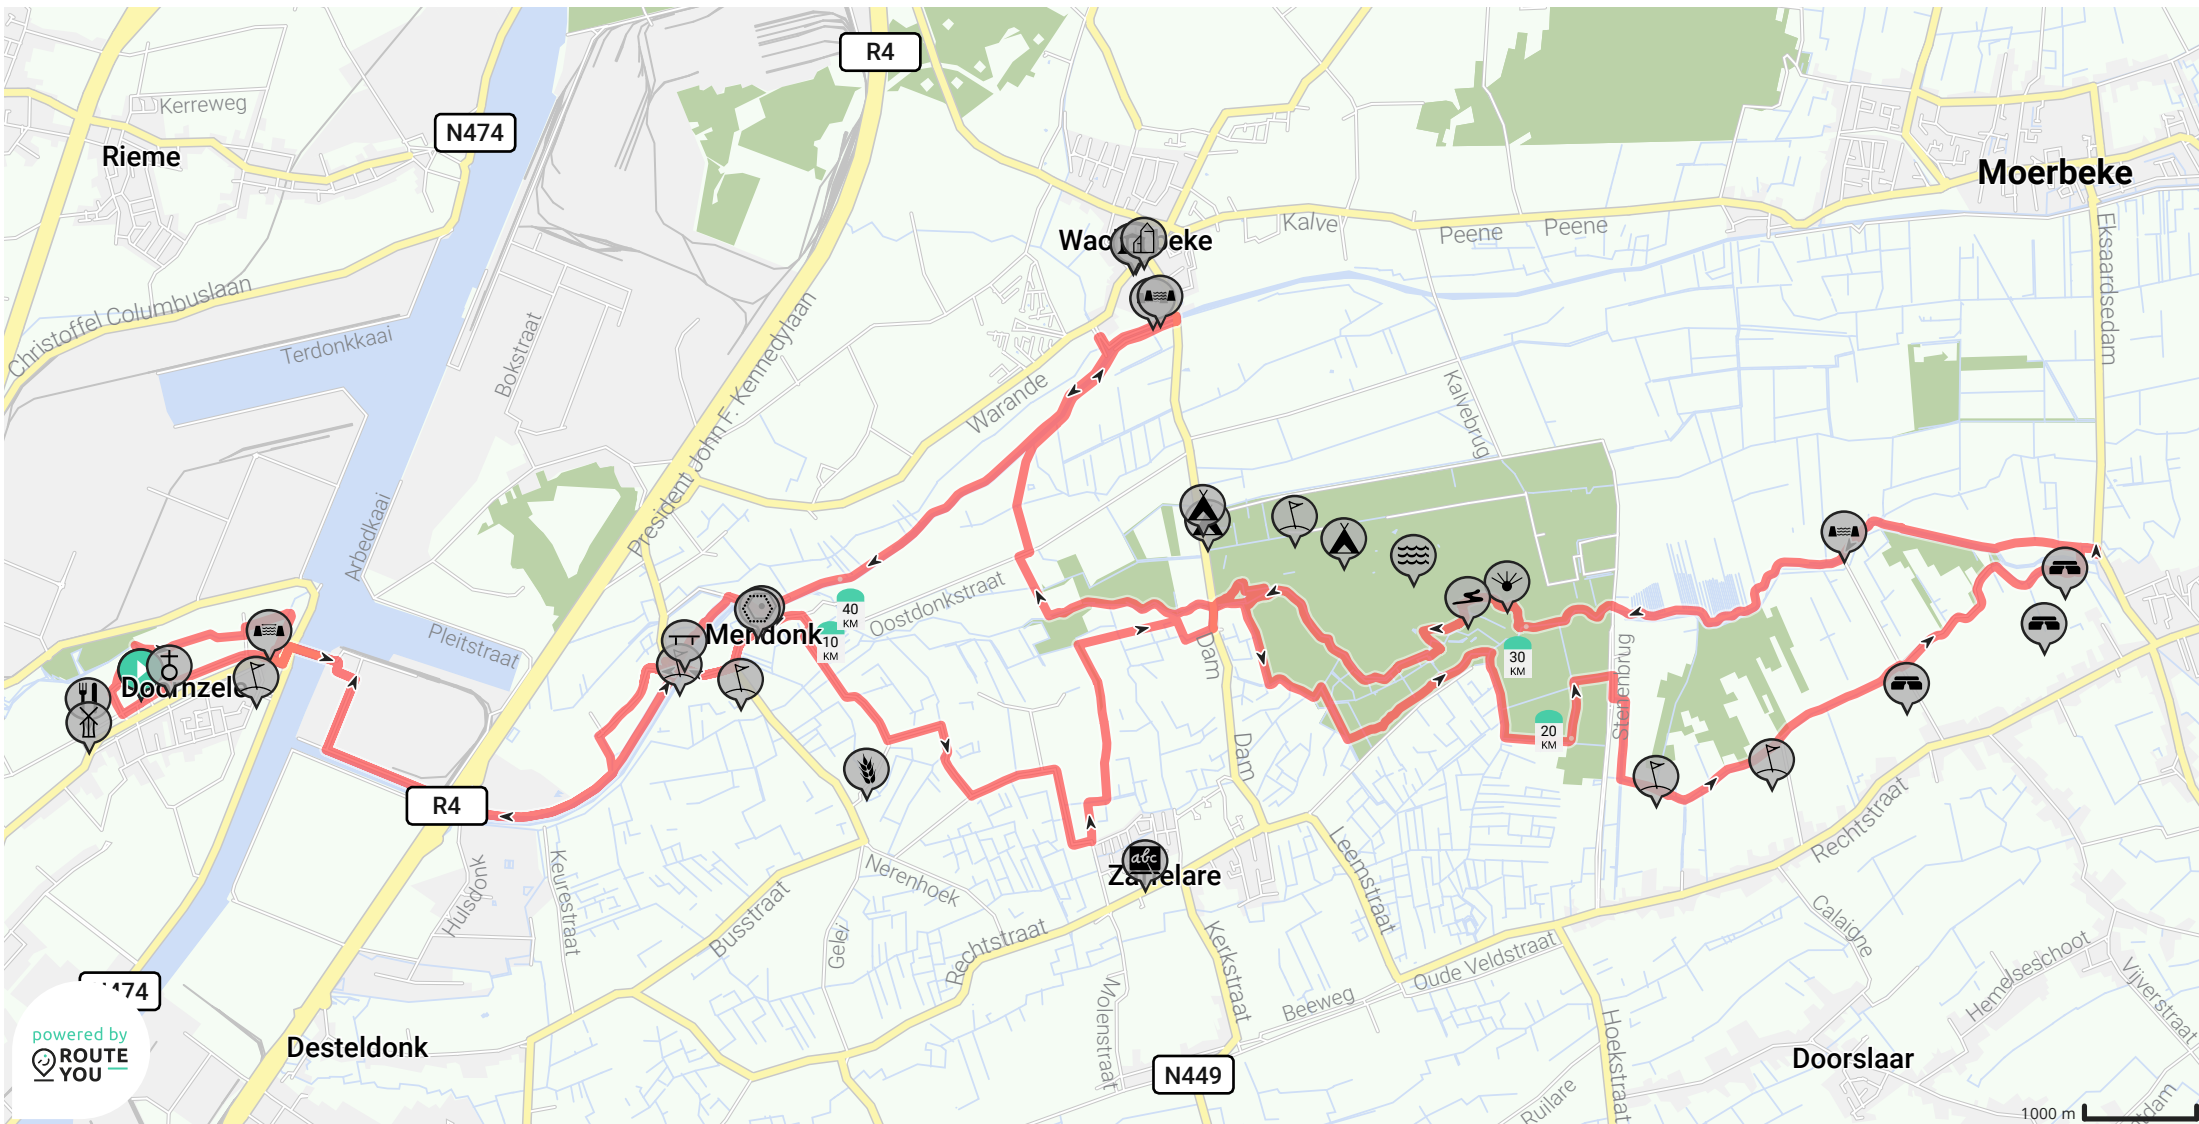 R4
Kerreweg
N474
Rieme
Moerbeke
Kalve
Peene
Peene
Eksaardsedam
Christoffel Columbuslaan
Terdonkkaai
Bokstraat
President John F. Kennedylaan
Warande
Kalvebrug
Arbedkaai
Oostdonkstraat
40
KM
10
KM
Mendonk
Pleitstraat
Dam
30
KM
20
KM
Stenenbrug
Dam
R4
Rechtstraat
Leemstraat
Keurestraat
Hulsdonk
Nerenhoek
abc
Busstraat
Rechtstraat
Kerkstraat
Calaigne
Oude Veldstraat
Hemelseschoot
Vijverstraat
Beeweg
Molenstraat
Hoekstraat
powered by
ROUTE
YOU
Desteldonk
Doorslaar
N449
Ruilare
1000 m